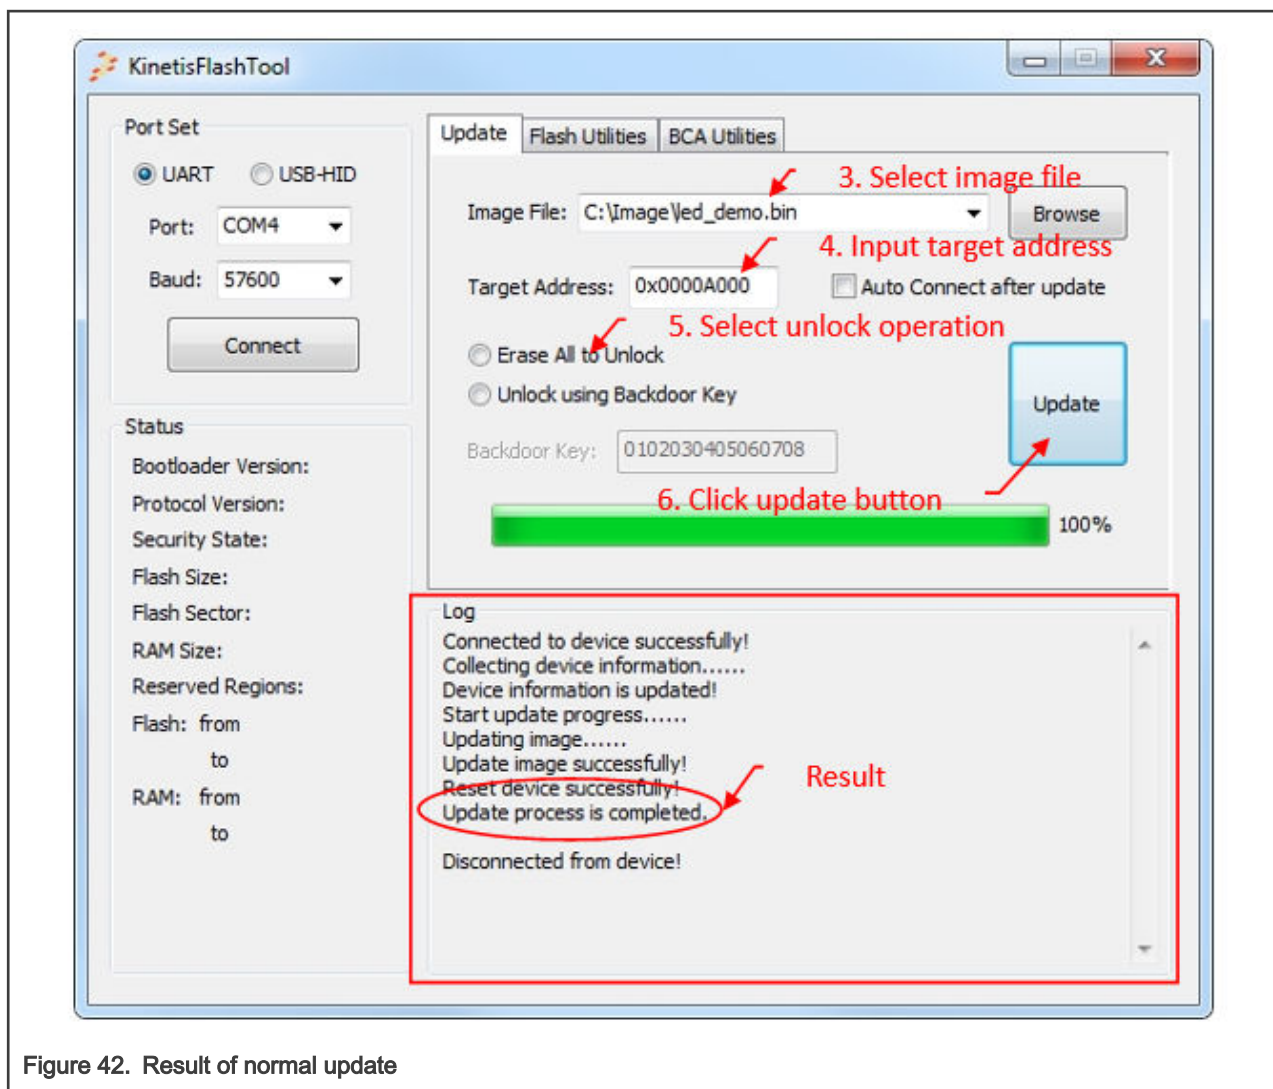 KinetisFlashTool
Port Set
UART USB-HID
Port: COM4
Baud: 57600
Connect
Status
Bootloader Version:
Protocol Version:
Security State:
Flash Size:
Flash Sector:
RAM Size:
Reserved Regions:
Flash: from
to
RAM: from
to
Update Flash Utilities BCA Utilities
3. Select image file
Image File: C:\Image\led_demo.bin Browse
4. Input target address
Target Address: 0x0000A000 Auto Connect after update
5. Select unlock operation
Erase All to Unlock
Unlock using Backdoor Key
Update
Backdoor Key: 0102030405060708
6. Click update button
100%
Log
Connected to device successfully!
Collecting device information......
Device information is updated!
Start update progress......
Updating image......
Update image successfully!
Reset device successfully!
Update process is completed.
Result
Disconnected from device!
Figure 42. Result of normal update